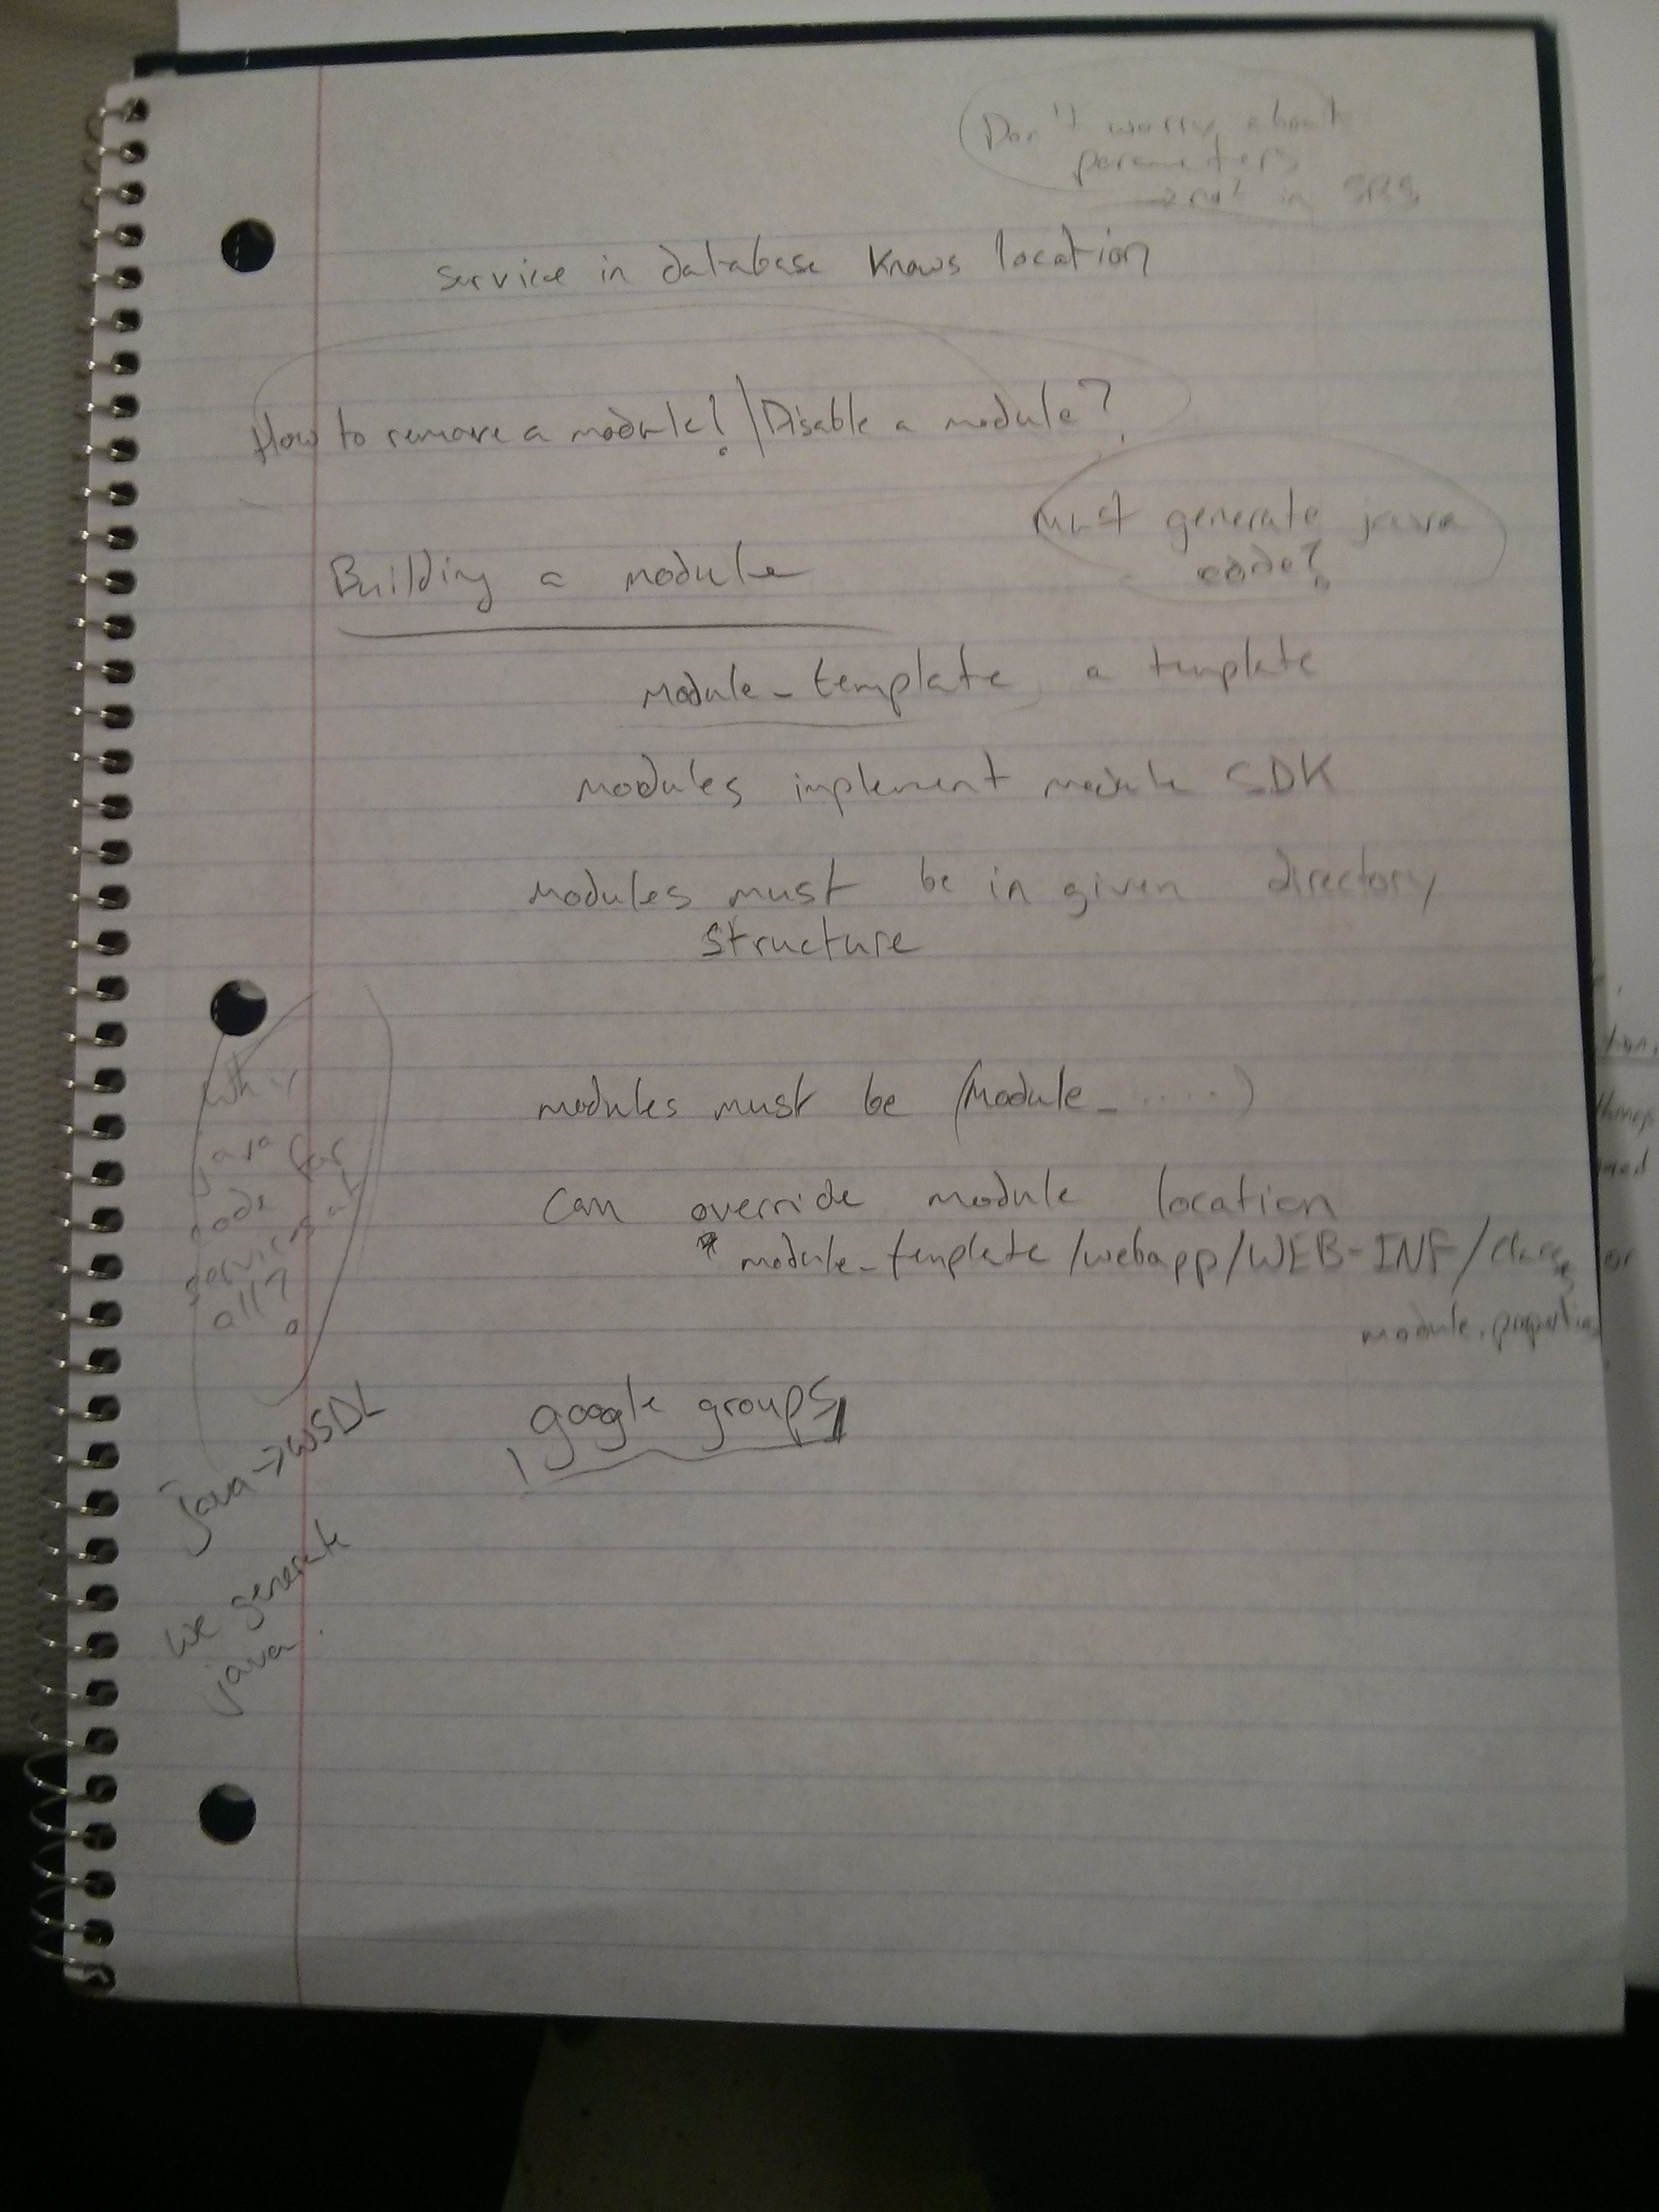 Don't worry about
parameters
→ not in SRS
service in database knows location
How to remove a module? / Disable a module?
must generate java
code?
Building a module
module_template, a template
modules implement module SDK
modules must be in given directory
structure
modules must be (Module_.....)
can override module location
* module_template/webapp/WEB-INF/classes
module.properties
google groups
why
java
code for
services at
all?
java → WSDL
we generate
java.